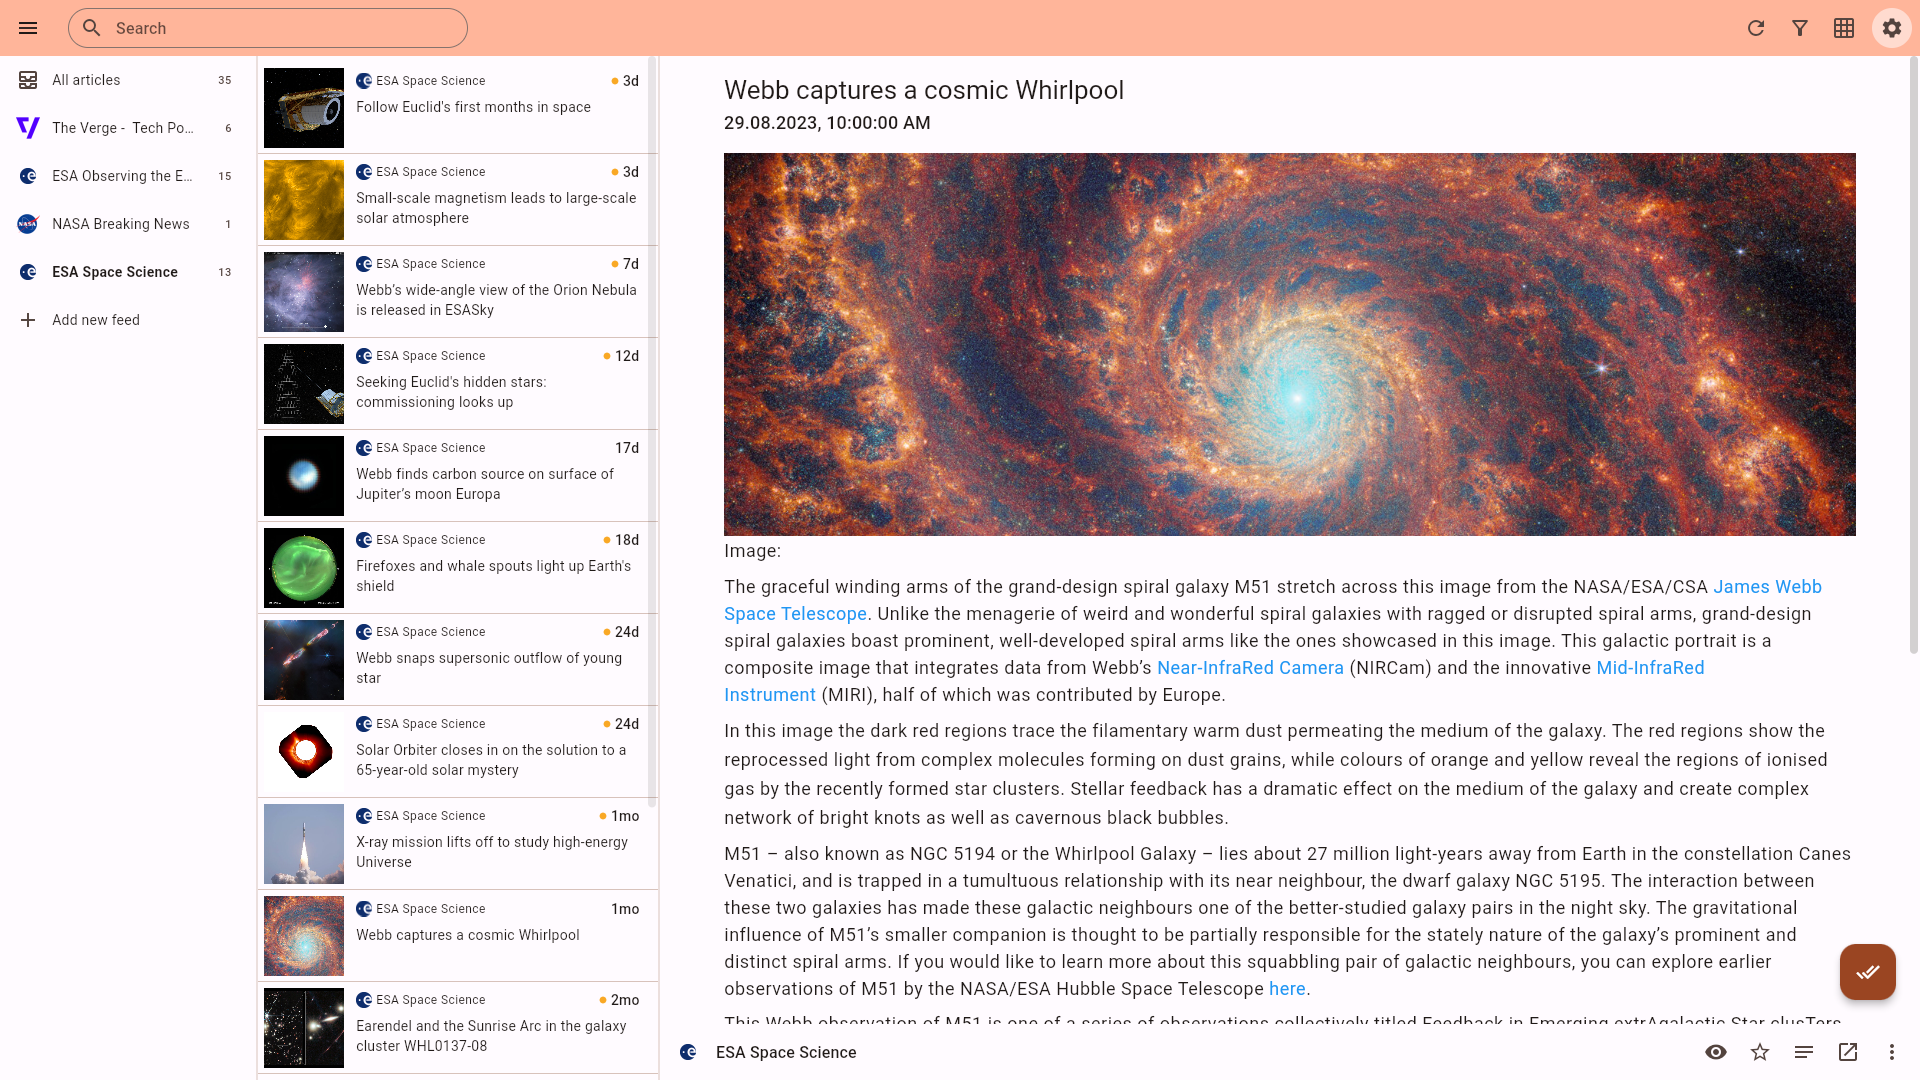 Search
All articles 35
The Verge -  Tech Po... 6
ESA Observing the E... 15
NASA Breaking News 1
ESA Space Science 13
Add new feed
ESA Space Science 3d
Follow Euclid's first months in space
ESA Space Science 3d
Small-scale magnetism leads to large-scale
solar atmosphere
ESA Space Science 7d
Webb’s wide-angle view of the Orion Nebula
is released in ESASky
ESA Space Science 12d
Seeking Euclid's hidden stars:
commissioning looks up
ESA Space Science 17d
Webb finds carbon source on surface of
Jupiter’s moon Europa
ESA Space Science 18d
Firefoxes and whale spouts light up Earth's
shield
ESA Space Science 24d
Webb snaps supersonic outflow of young
star
ESA Space Science 24d
Solar Orbiter closes in on the solution to a
65-year-old solar mystery
ESA Space Science 1mo
X-ray mission lifts off to study high-energy
Universe
ESA Space Science 1mo
Webb captures a cosmic Whirlpool
ESA Space Science 2mo
Earendel and the Sunrise Arc in the galaxy
cluster WHL0137-08
Webb captures a cosmic Whirlpool
29.08.2023, 10:00:00 AM
Image:
The graceful winding arms of the grand-design spiral galaxy M51 stretch across this image from the NASA/ESA/CSA James Webb
Space Telescope. Unlike the menagerie of weird and wonderful spiral galaxies with ragged or disrupted spiral arms, grand-design
spiral galaxies boast prominent, well-developed spiral arms like the ones showcased in this image. This galactic portrait is a
composite image that integrates data from Webb’s Near-InfraRed Camera (NIRCam) and the innovative Mid-InfraRed
Instrument (MIRI), half of which was contributed by Europe.
In this image the dark red regions trace the filamentary warm dust permeating the medium of the galaxy. The red regions show the
reprocessed light from complex molecules forming on dust grains, while colours of orange and yellow reveal the regions of ionised
gas by the recently formed star clusters. Stellar feedback has a dramatic effect on the medium of the galaxy and create complex
network of bright knots as well as cavernous black bubbles.
M51 – also known as NGC 5194 or the Whirlpool Galaxy – lies about 27 million light-years away from Earth in the constellation Canes
Venatici, and is trapped in a tumultuous relationship with its near neighbour, the dwarf galaxy NGC 5195. The interaction between
these two galaxies has made these galactic neighbours one of the better-studied galaxy pairs in the night sky. The gravitational
influence of M51’s smaller companion is thought to be partially responsible for the stately nature of the galaxy’s prominent and
distinct spiral arms. If you would like to learn more about this squabbling pair of galactic neighbours, you can explore earlier
observations of M51 by the NASA/ESA Hubble Space Telescope here.
This Webb observation of M51 is one of a series of observations collectively titled Feedback in Emerging extrAgalactic Star clusTers
ESA Space Science